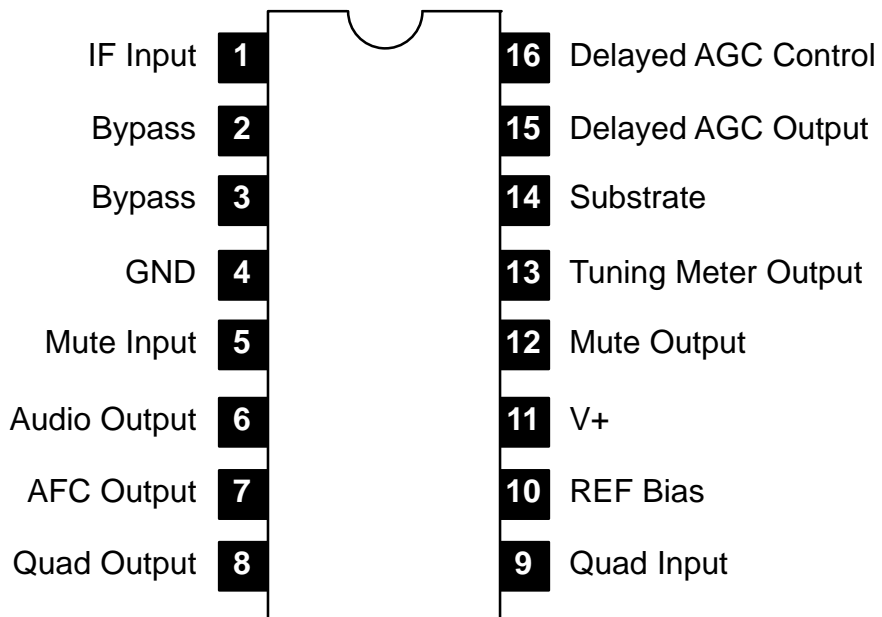 IF Input 1 16 Delayed AGC Control
Bypass 2 15 Delayed AGC Output
Bypass 3 14 Substrate
GND 4 13 Tuning Meter Output
Mute Input 5 12 Mute Output
Audio Output 6 11 V+
AFC Output 7 10 REF Bias
Quad Output 8 9 Quad Input